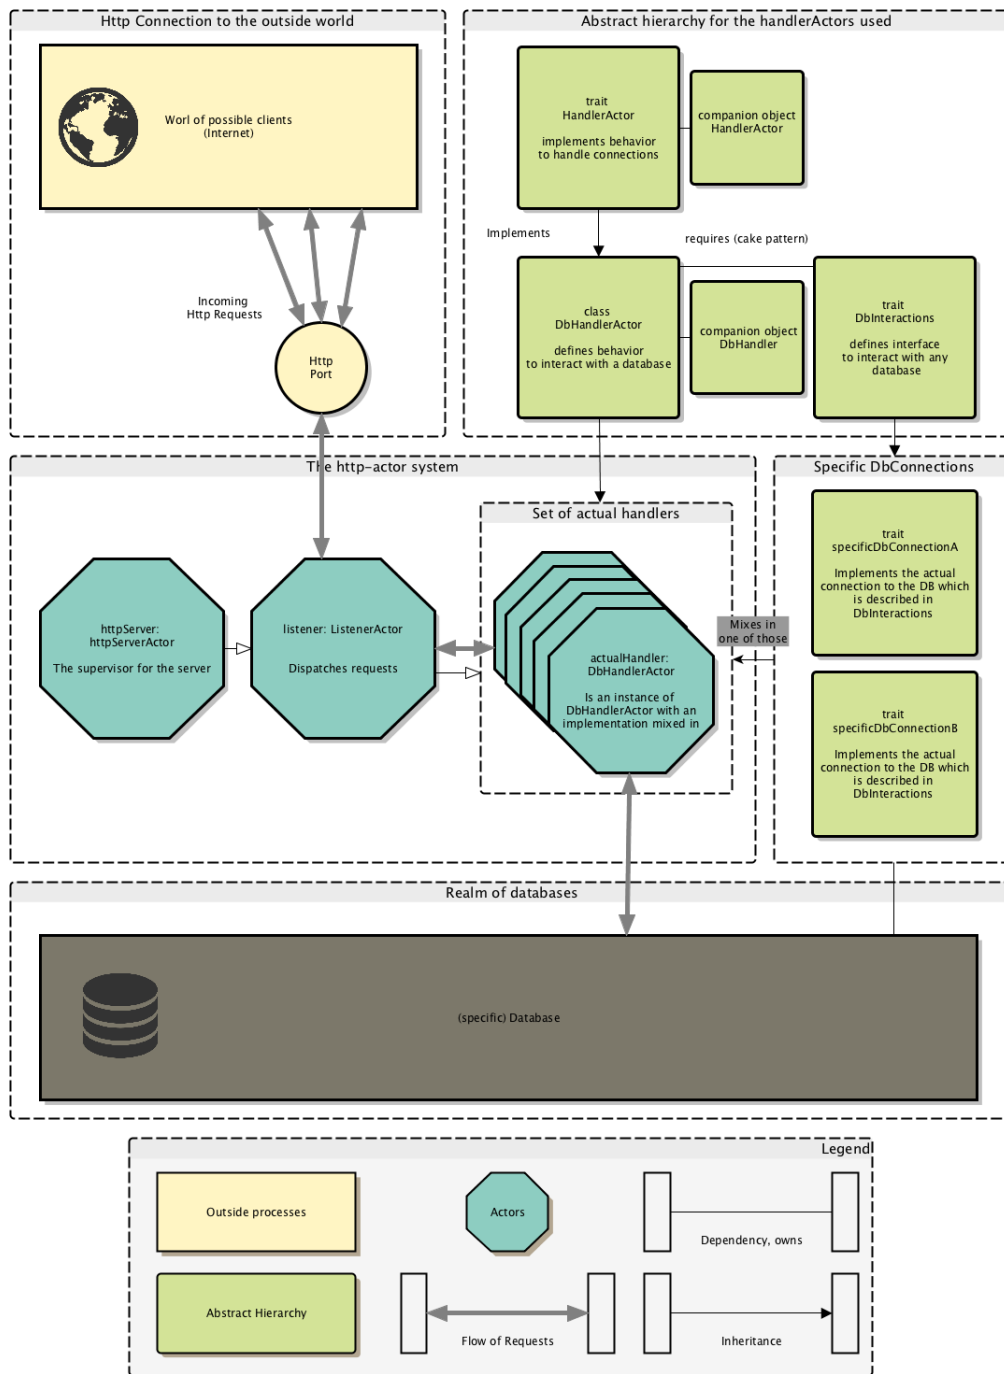 Http Connection to the outside world
Worl of possible clients
(Internet)
Incoming
Http Requests
Http
Port
Abstract hierarchy for the handlerActors used
trait
HandlerActor
implements behavior
to handle connections
companion object
HandlerActor
Implements
requires (cake pattern)
class
DbHandlerActor
defines behavior
to interact with a database
companion object
DbHandler
trait
DbInteractions
defines interface
to interact with any
database
The http-actor system
httpServer:
httpServerActor
The supervisor for the server
listener: ListenerActor
Dispatches requests
Set of actual handlers
actualHandler:
DbHandlerActor
Is an instance of
DbHandlerActor with an
implementation mixed in
Mixes in
one of those
Specific DbConnections
trait
specificDbConnectionA
Implements the actual
connection to the DB which
is described in
DbInteractions
trait
specificDbConnectionB
Implements the actual
connection to the DB which
is described in
DbInteractions
Realm of databases
(specific) Database
Legend
Outside processes
Actors
Dependency, owns
Abstract Hierarchy
Flow of Requests
Inheritance